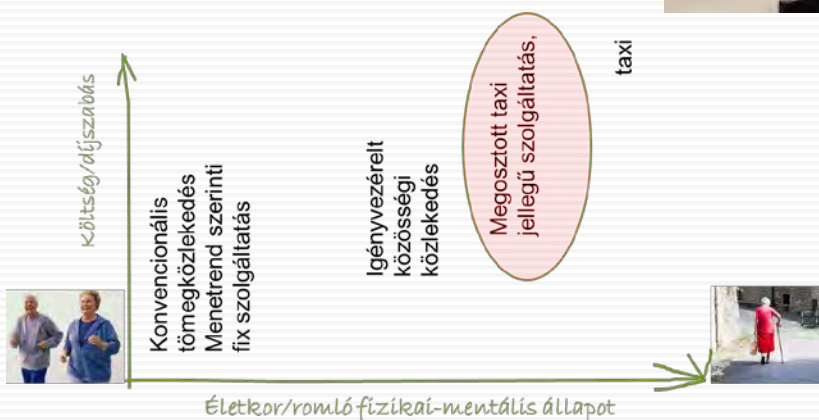 Költség/díjszabás
Konvencionális
tömegközlekedés
Menetrend szerinti
fix szolgáltatás
Igényvezérelt
közösségi
közlekedés
Megosztott taxi
jellegű szolgáltatás,
taxi
Életkor/romló fizikai-mentális állapot